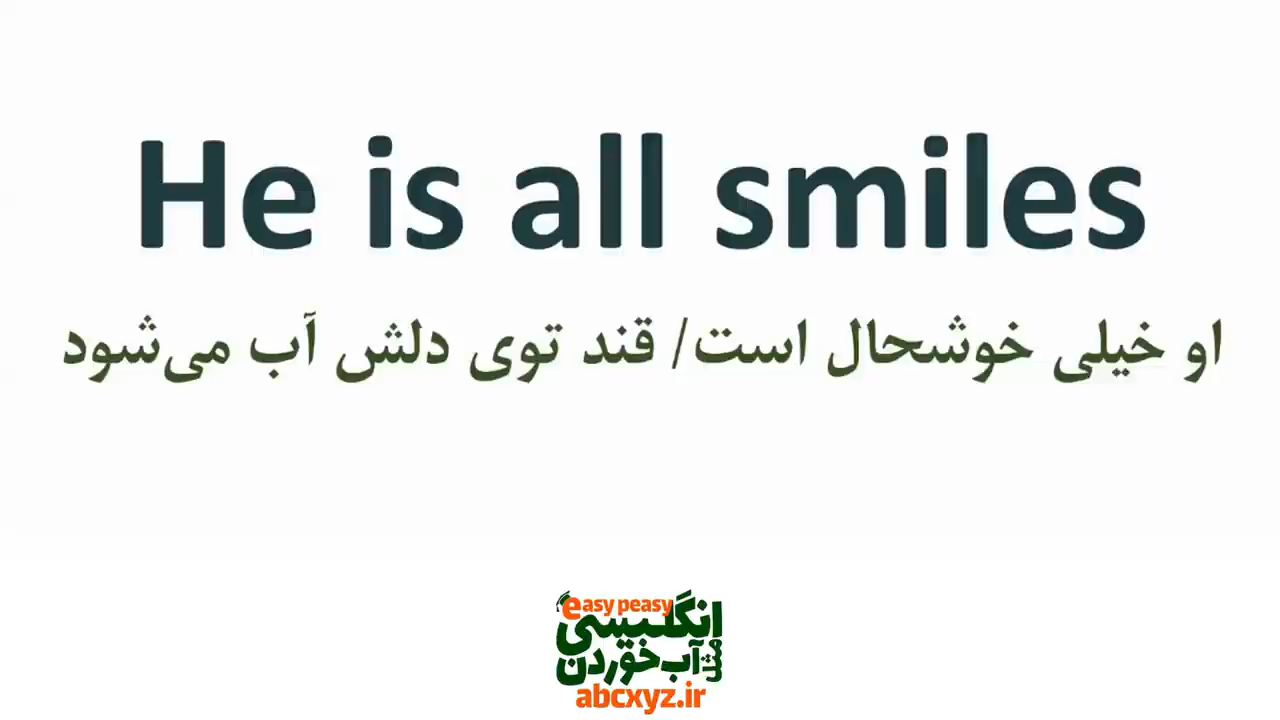 He is all smiles
او خیلی خوشحال است/ قند توی دلش آب می‌شود
easy peasy
انگلیسی
مثل آب خوردن
abcxyz.ir